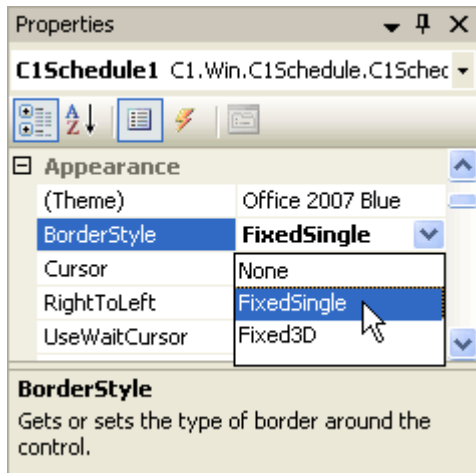 Properties
C1Schedule1 C1.Win.C1Schedule.C1Sched
Appearance
(Theme) Office 2007 Blue
BorderStyle FixedSingle
Cursor None
RightToLeft FixedSingle
UseWaitCursor Fixed3D
BorderStyle
Gets or sets the type of border around the
control.